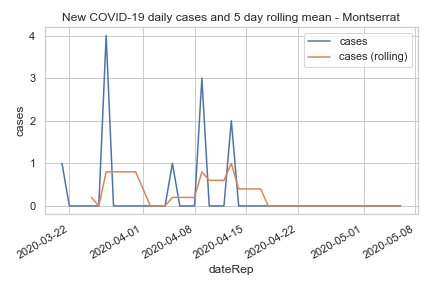 New COVID-19 daily cases and 5 day rolling mean - Montserrat
cases
cases (rolling)
4
3
2
1
0
cases
2020-03-22
2020-04-01
2020-04-08
2020-04-15
2020-04-22
2020-05-01
2020-05-08
dateRep